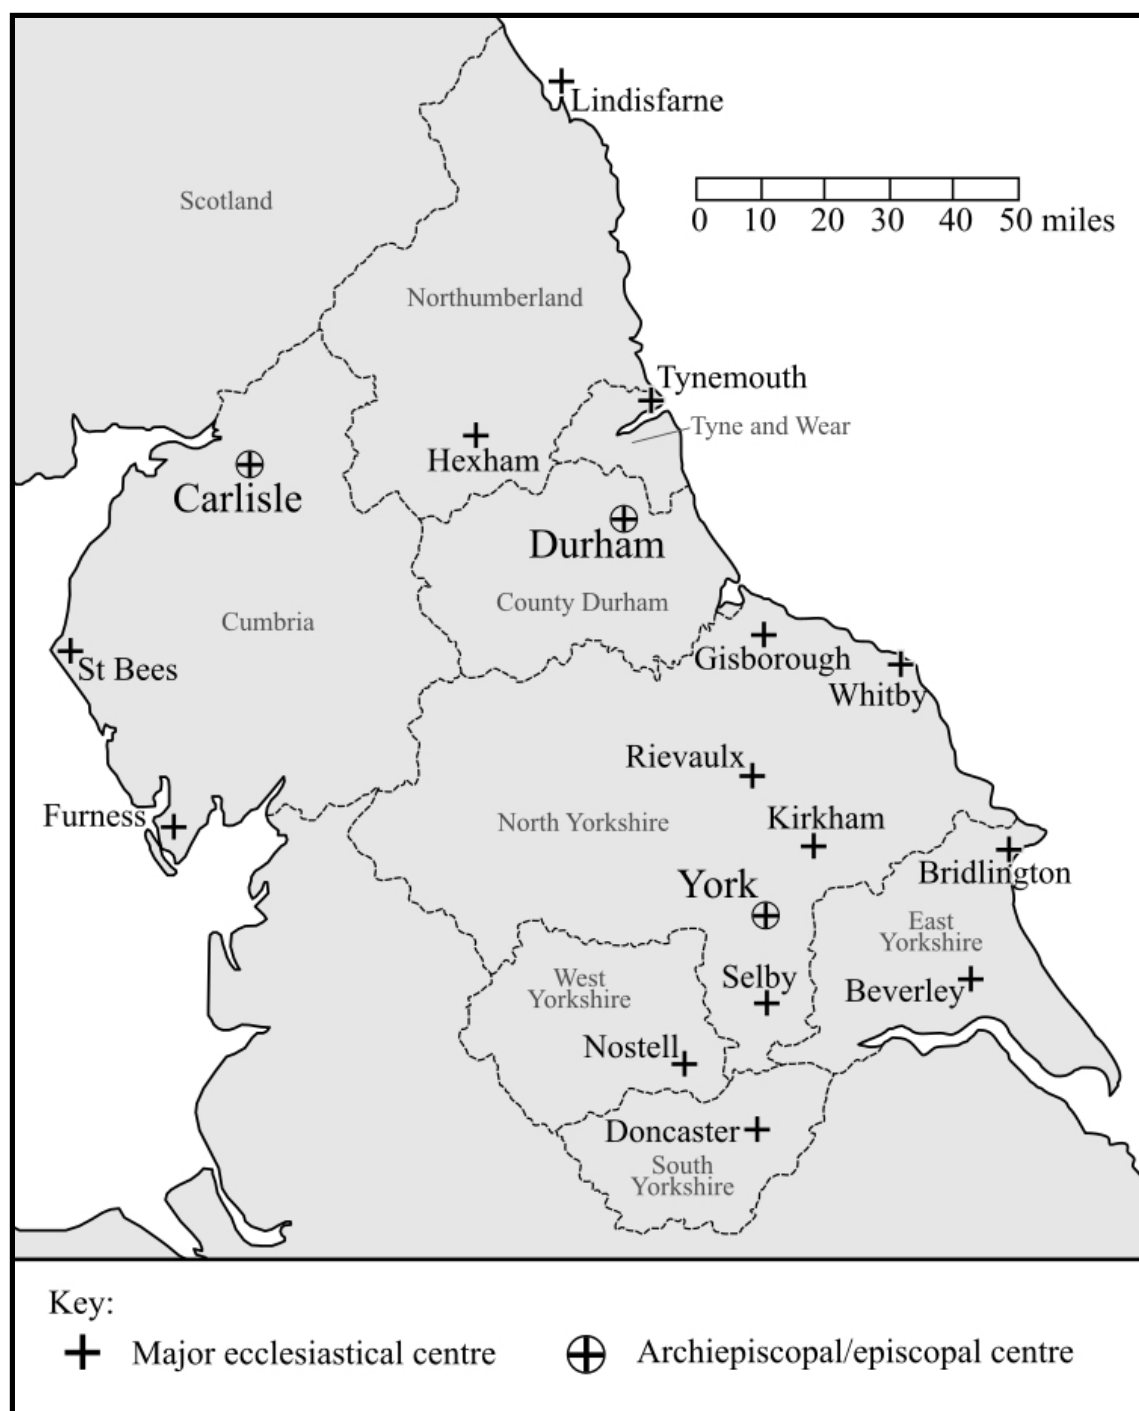 Lindisfarne
Scotland
0 10 20 30 40 50 miles
Northumberland
Tynemouth
Tyne and Wear
Hexham
Carlisle
Durham
County Durham
Cumbria
Gisborough
St Bees
Whitby
Rievaulx
Furness
North Yorkshire
Kirkham
Bridlington
York
East
Yorkshire
West
Yorkshire
Selby
Beverley
Nostell
Doncaster
South
Yorkshire
Key:
Major ecclesiastical centre
Archiepiscopal/episcopal centre